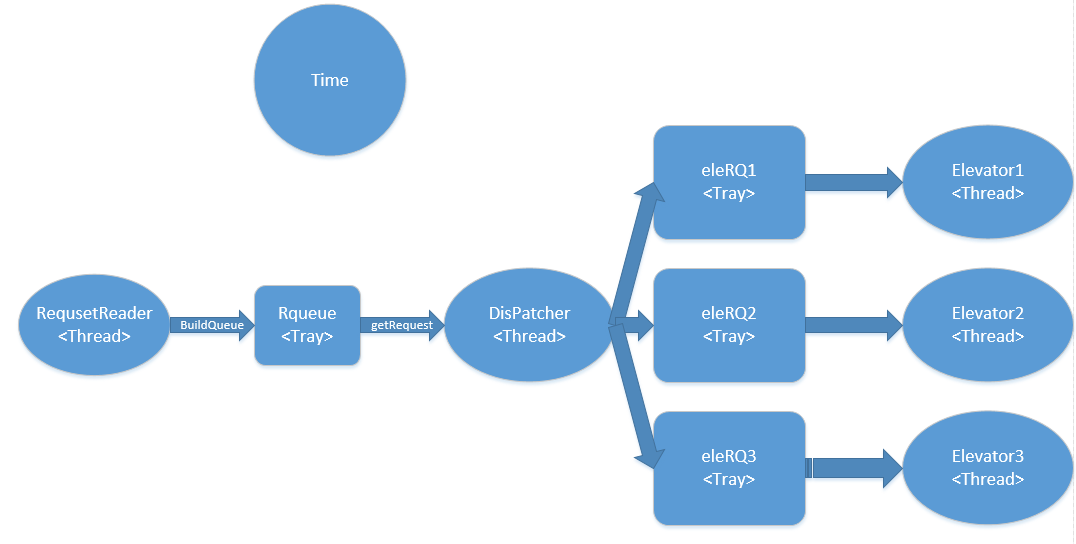 Time
RequsetReader
<Thread>
BuildQueue
Rqueue
<Tray>
getRequest
DisPatcher
<Thread>
eleRQ1
<Tray>
Elevator1
<Thread>
eleRQ2
<Tray>
Elevator2
<Thread>
eleRQ3
<Tray>
Elevator3
<Thread>